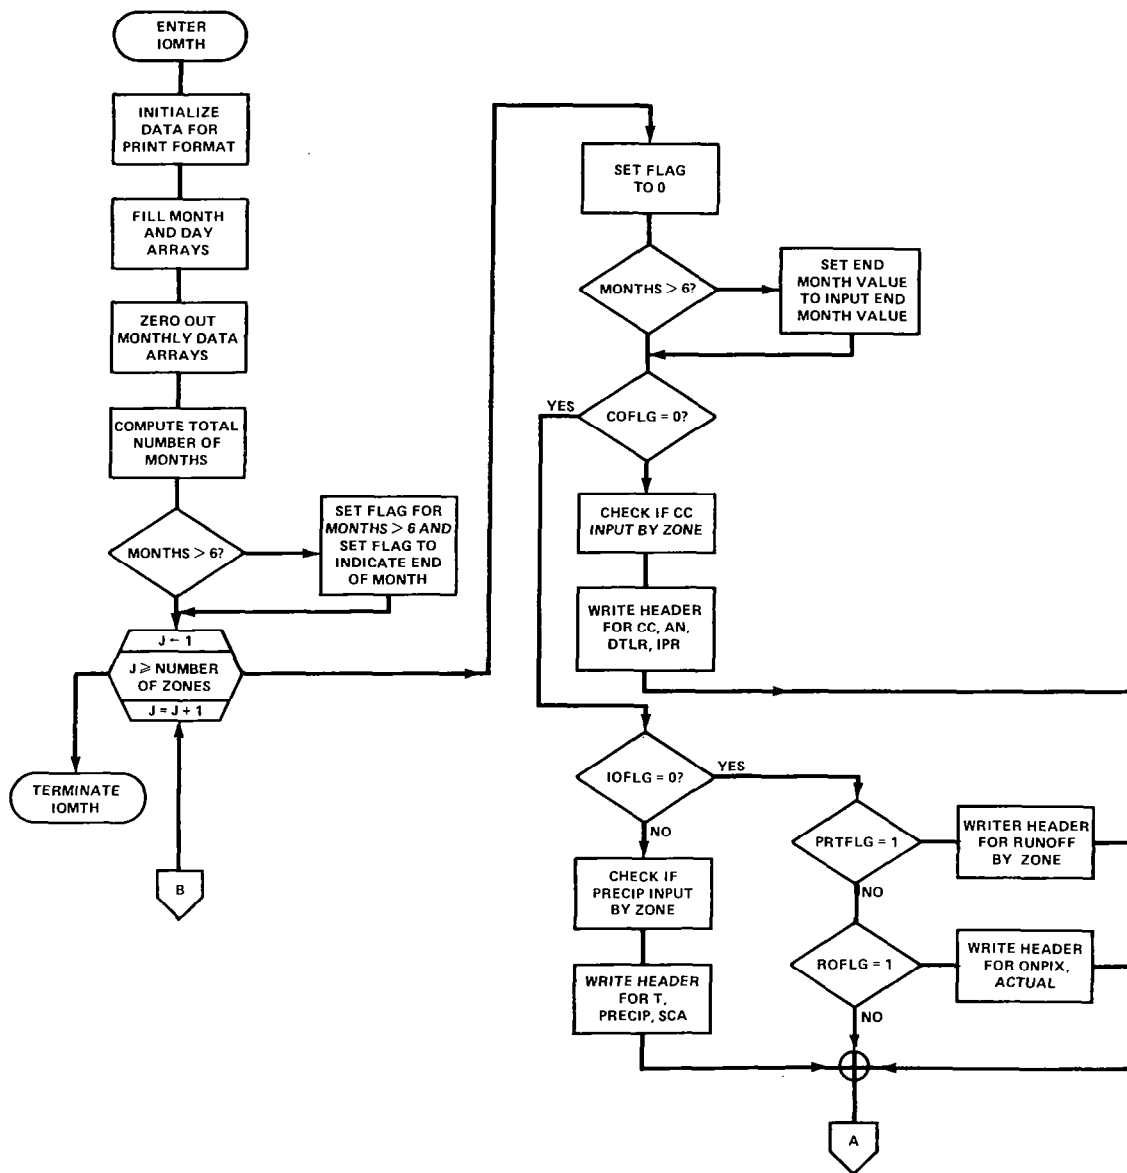 ENTER
IOMTH
INITIALIZE
DATA FOR
PRINT FORMAT
FILL MONTH
AND DAY
ARRAYS
ZERO OUT
MONTHLY DATA
ARRAYS
COMPUTE TOTAL
NUMBER OF
MONTHS
MONTHS > 6?
SET FLAG FOR
MONTHS > 6 AND
SET FLAG TO
INDICATE END
OF MONTH
J ← 1
J ⩾ NUMBER
OF ZONES
J = J + 1
TERMINATE
IOMTH
B
SET FLAG
TO 0
MONTHS > 6?
SET END
MONTH VALUE
TO INPUT END
MONTH VALUE
YES
COFLG = 0?
CHECK IF CC
INPUT BY ZONE
WRITE HEADER
FOR CC, AN,
DTLR, IPR
IOFLG = 0?
YES
NO
CHECK IF
PRECIP INPUT
BY ZONE
WRITE HEADER
FOR T,
PRECIP, SCA
PRTFLG = 1
WRITER HEADER
FOR RUNOFF
BY ZONE
NO
ROFLG = 1
WRITE HEADER
FOR ONPIX,
ACTUAL
NO
A